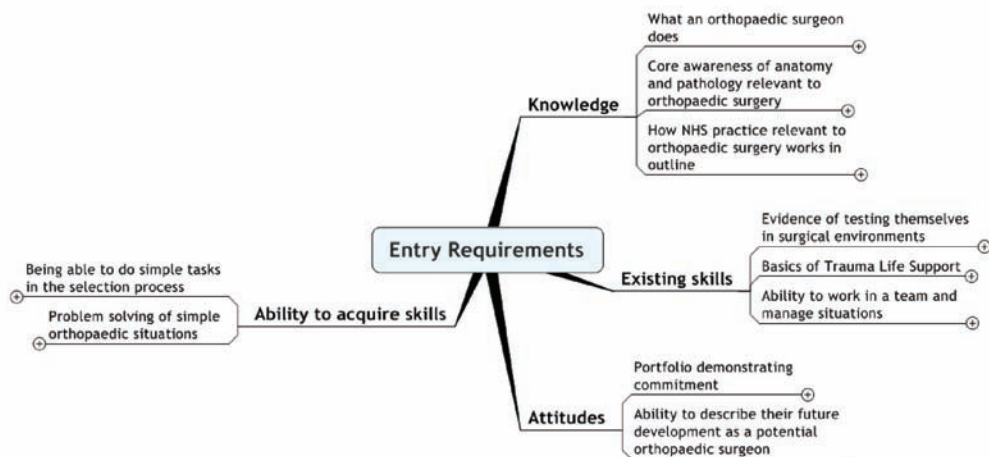 What an orthopaedic surgeon
does
Core awareness of anatomy
and pathology relevant to
orthopaedic surgery
Knowledge
How NHS practice relevant to
orthopaedic surgery works in
outline
Entry Requirements
Evidence of testing themselves
in surgical environments
Existing skills
Basics of Trauma Life Support
Ability to work in a team and
manage situations
Being able to do simple tasks
in the selection process
Ability to acquire skills
Problem solving of simple
orthopaedic situations
Portfolio demonstrating
commitment
Attitudes
Ability to describe their future
development as a potential
orthopaedic surgeon